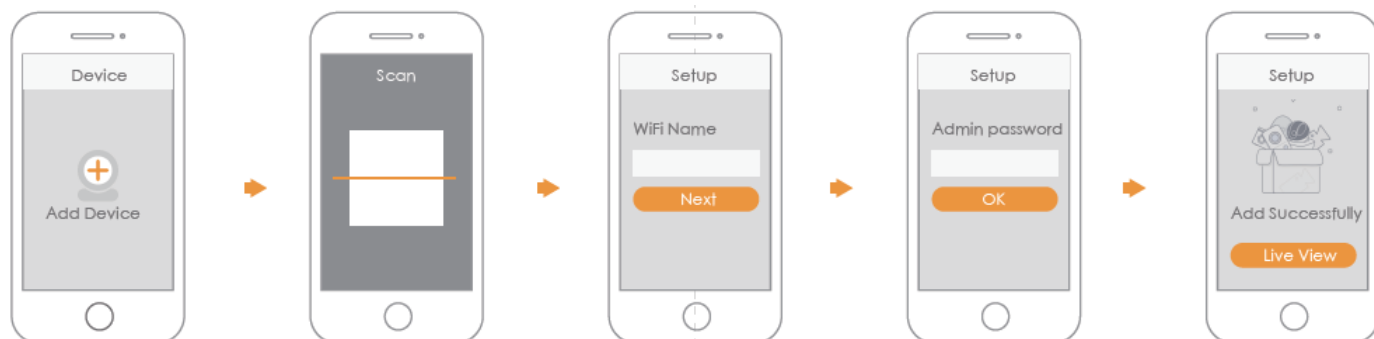 Device
Add Device
Scan
Setup
WiFi Name
Next
Setup
Admin password
OK
Setup
Add Successfully
Live View